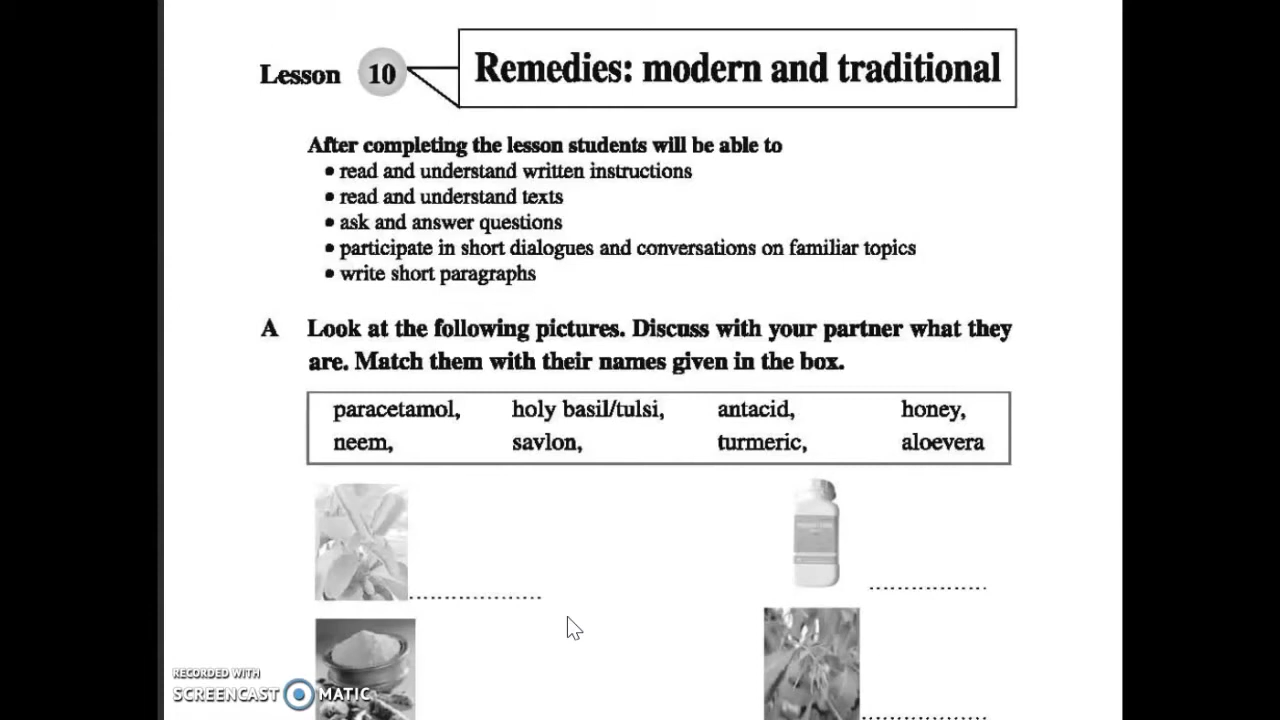 Lesson 10 Remedies: modern and traditional
After completing the lesson students will be able to
• read and understand written instructions
• read and understand texts
• ask and answer questions
• participate in short dialogues and conversations on familiar topics
• write short paragraphs
A Look at the following pictures. Discuss with your partner what they
are. Match them with their names given in the box.
paracetamol, holy basil/tulsi, antacid, honey,
neem, savlon, turmeric, aloevera
RECORDED WITH
SCREENCAST MATIC